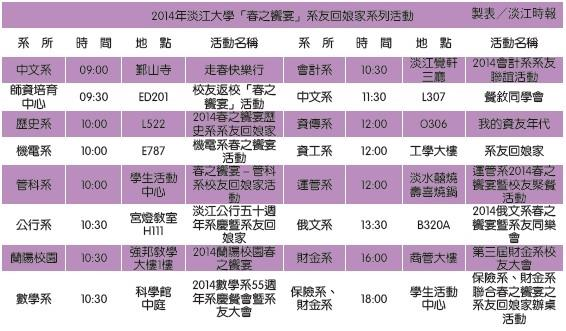 2014年淡江大學「春之饗宴」系友回娘家系列活動 製表／淡江時報
系 所 時 間 地 點 活動名稱 系 所 時 間 地 點 活動名稱
中文系 09:00 鄞山寺 走春快樂行 會計系 10:30 淡江覺軒三廳 2014會計系系友聯誼活動
師資培育中心 09:30 ED201 校友返校「春之饗宴」活動 中文系 11:30 L307 餐敘同學會
歷史系 10:00 L522 2014春之饗宴歷史系系友回娘家 資傳系 12:00 O306 我的資友年代
機電系 10:00 E787 機電系春之饗宴活動 資工系 12:00 工學大樓 系友回娘家
管科系 10:00 學生活動中心 春之饗宴－管科系校友回娘家活動 運管系 12:00 淡水囍燒壽喜燒鍋 運管系2014春之饗宴暨校友聚餐活動
公行系 10:30 宮燈教室H111 淡江公行五十週年系慶暨系友回娘家 俄文系 13:30 B320A 2014俄文系春之饗宴暨系友同樂會
蘭陽校園 10:30 強邦教學大樓1樓 2014蘭陽校園春之饗宴 財金系 16:00 商管大樓 第三屆財金系校友大會
數學系 10:30 科學館中庭 2014數學系55週年系慶餐會暨系友大會 保險系、財金系 18:00 學生活動中心 保險系、財金系聯合春之饗宴之系友回娘家辦桌活動